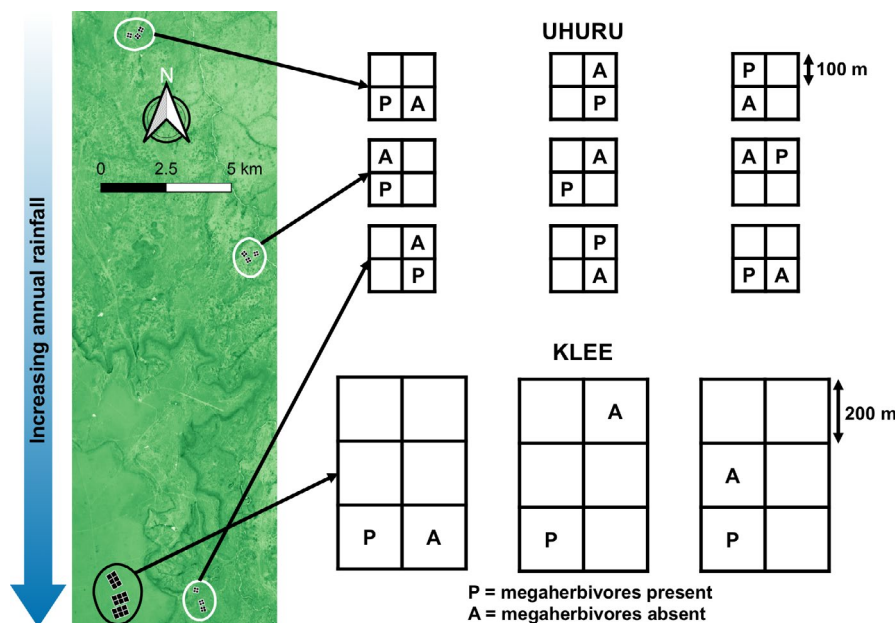 UHURU
N
0 2.5 5 km
Increasing annual rainfall
A P 100 m
P A P A
A A A P
P P
A P
P A P A
KLEE
A 200 m
A
P A P P
P = megaherbivores present
A = megaherbivores absent